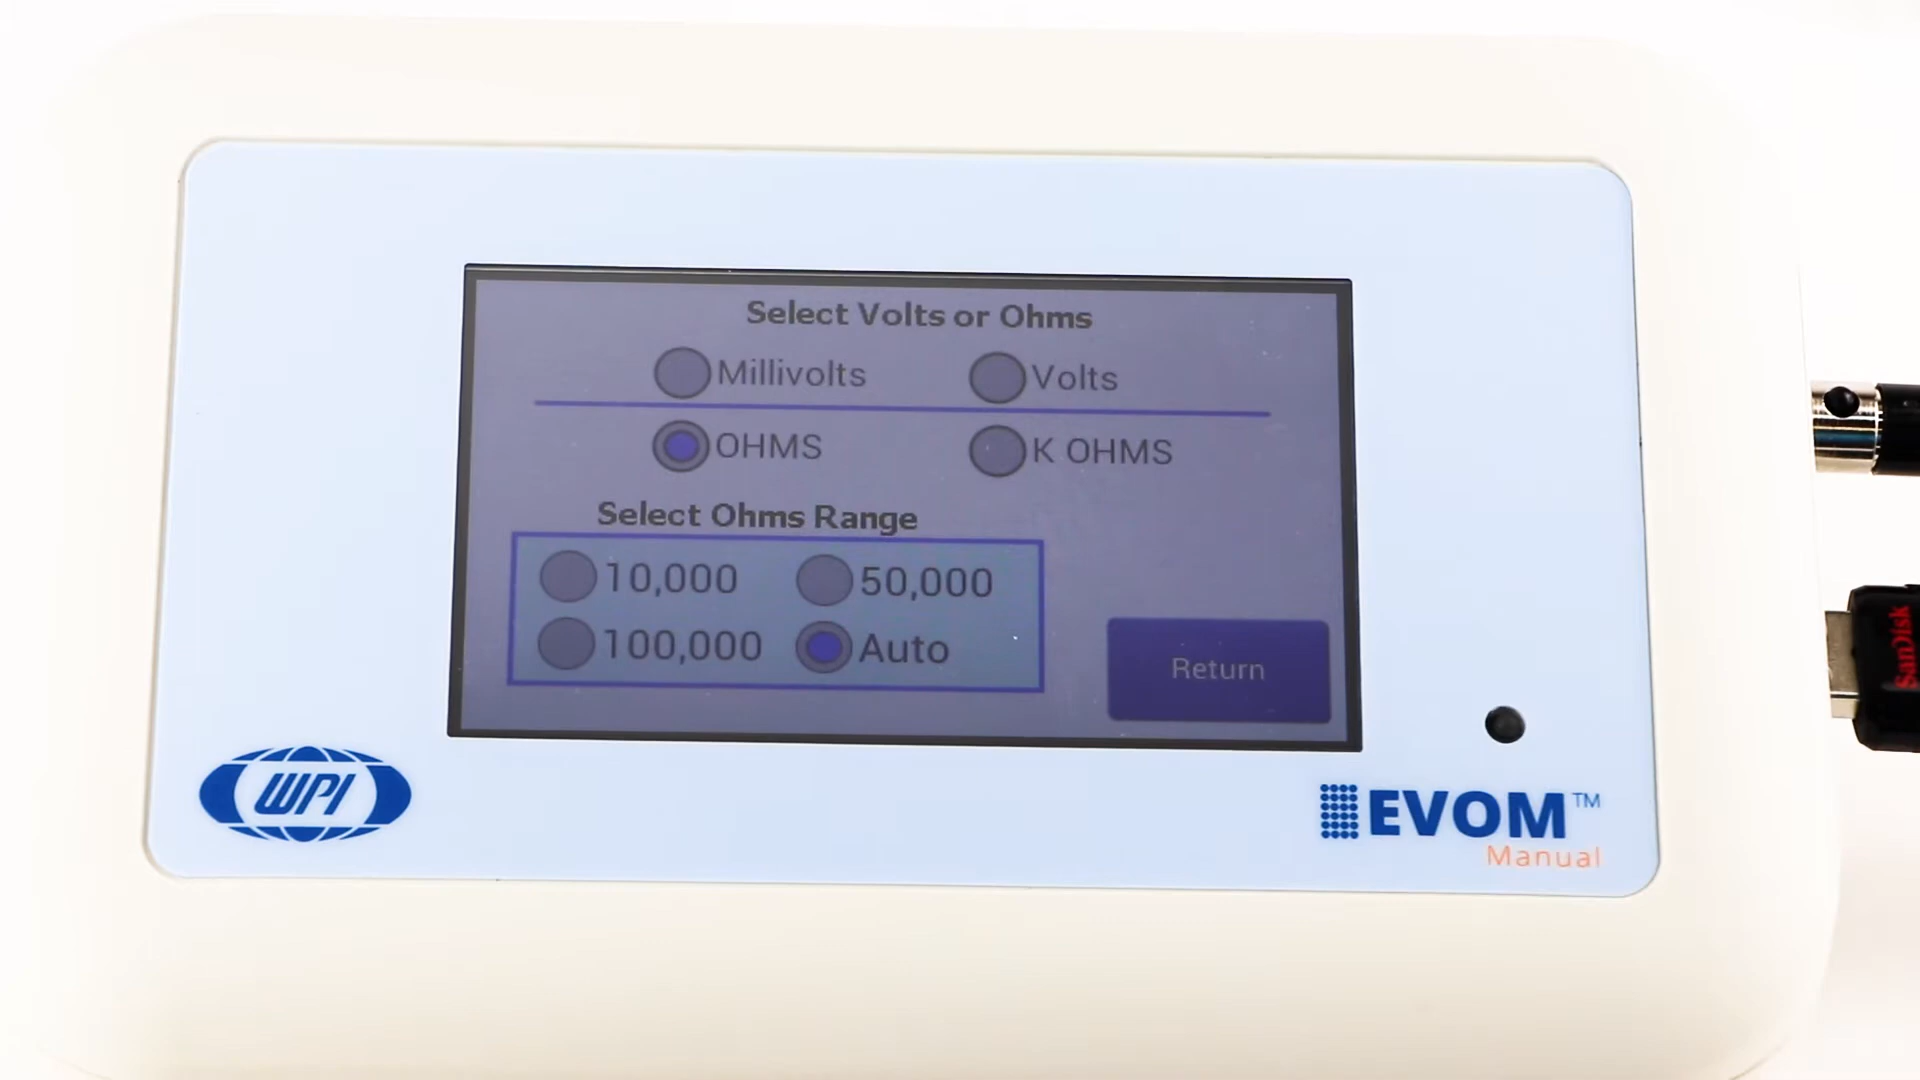 Select Volts or Ohms
Millivolts Volts
OHMS K OHMS
Select Ohms Range
10,000 50,000
100,000 Auto
Return
SanDisk
WPI
EVOM™
Manual